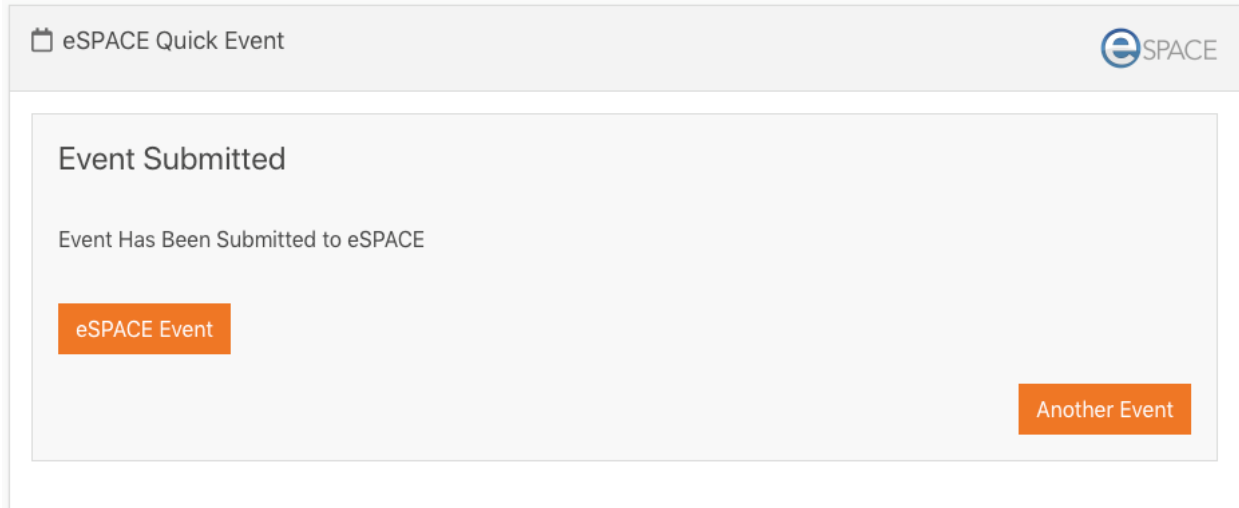 eSPACE Quick Event
eSPACE
Event Submitted
Event Has Been Submitted to eSPACE
eSPACE Event
Another Event